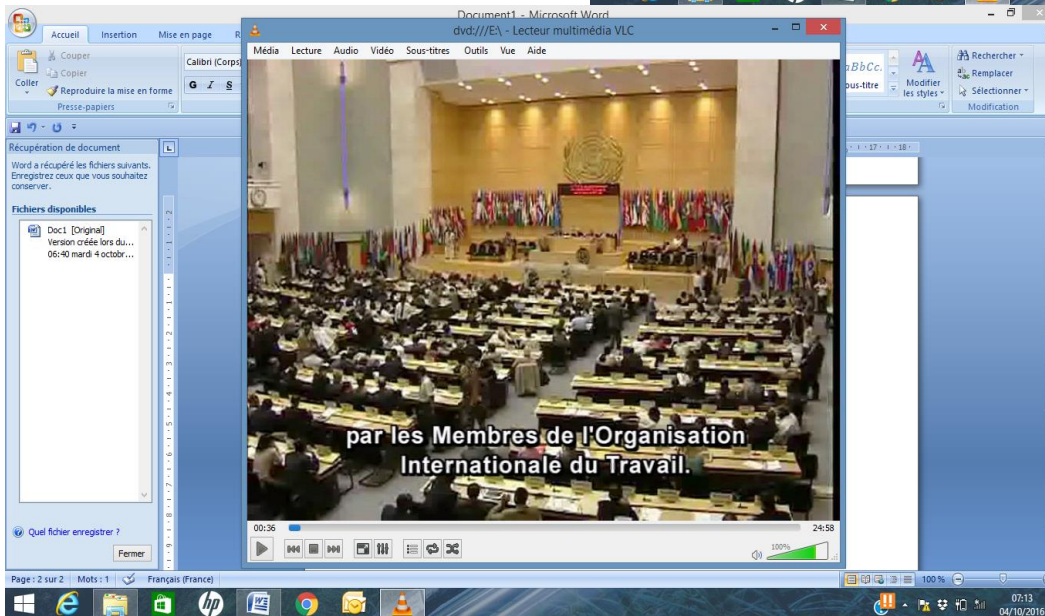 Document1 - Microsoft Word
dvd:///E:\ - Lecteur multimédia VLC
Accueil Insertion Mise en page
Média Lecture Audio Vidéo Sous-titres Outils Vue Aide
Couper
Copier
Coller
Reproduire la mise en forme
Presse-papiers
Calibri (Corps)
G I S
aBbCc.
ous-titre
Modifier
les styles
Rechercher
Remplacer
Sélectionner
Modification
Récupération de document
Word a récupéré les fichiers suivants.
Enregistrez ceux que vous souhaitez
conserver.
Fichiers disponibles
Doc1 [Original]
Version créée lors du...
06:40 mardi 4 octobr...
Quel fichier enregistrer ?
Fermer
17 18
par les Membres de l'Organisation
Internationale du Travail.
00:36 24:58
100%
Page : 2 sur 2 Mots : 1 Français (France) 100 %
07:13
04/10/2016